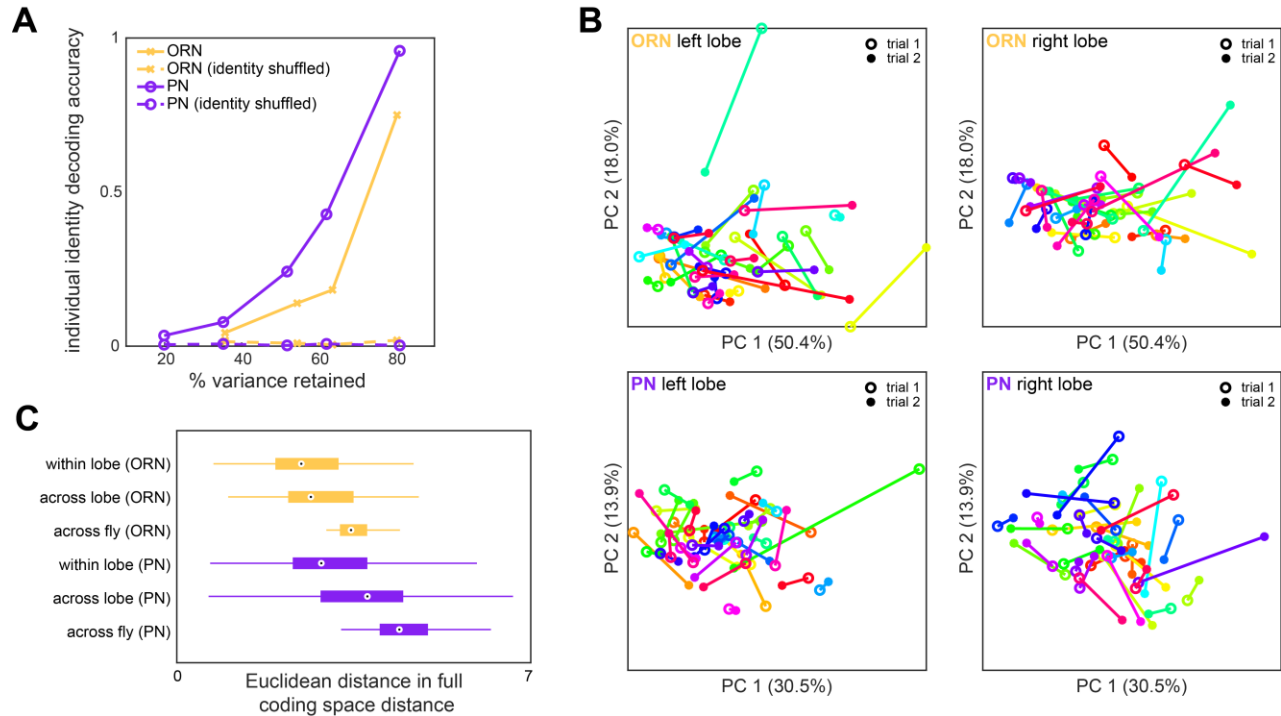 A
individual identity decoding accuracy
1
0.5
0
ORN
ORN (identity shuffled)
PN
PN (identity shuffled)
20
40
60
80
% variance retained
B
ORN left lobe
trial 1
trial 2
PC 2 (18.0%)
PC 1 (50.4%)
ORN right lobe
trial 1
trial 2
PC 2 (18.0%)
PC 1 (50.4%)
PN left lobe
trial 1
trial 2
PC 2 (13.9%)
PC 1 (30.5%)
PN right lobe
trial 1
trial 2
PC 2 (13.9%)
PC 1 (30.5%)
C
within lobe (ORN)
across lobe (ORN)
across fly (ORN)
within lobe (PN)
across lobe (PN)
across fly (PN)
0
7
Euclidean distance in full
coding space distance